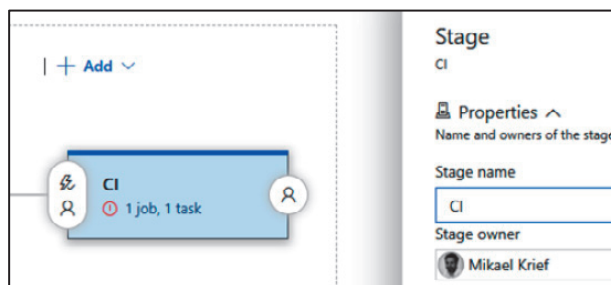 | + Add
CI
1 job, 1 task
Stage
CI
Properties
Name and owners of the stage
Stage name
CI
Stage owner
Mikael Krief